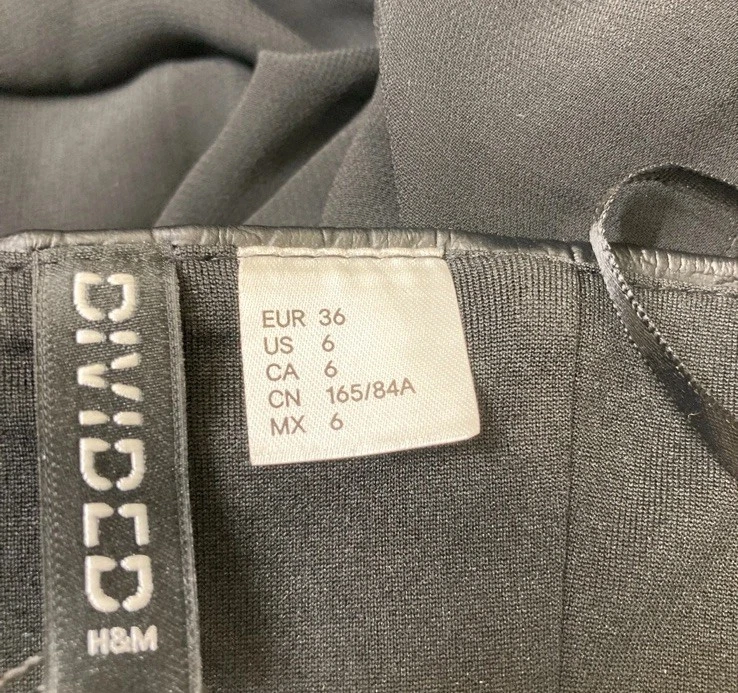 DIVIDED
H&M
EUR 36
US 6
CA 6
CN 165/84A
MX 6